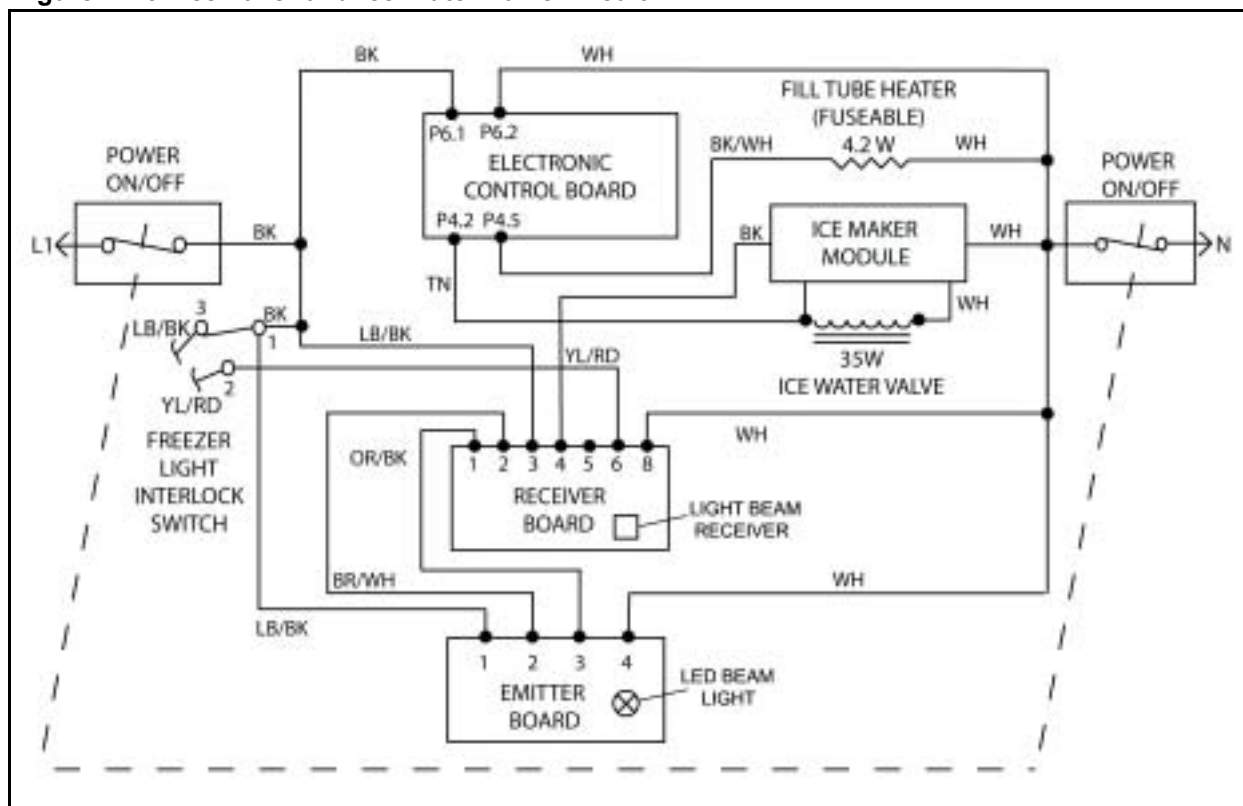 BK
WH
FILL TUBE HEATER
(FUSEABLE)
4.2 W
BK/WH
WH
P6.1 P6.2
ELECTRONIC
CONTROL BOARD
P4.2 P4.5
POWER
ON/OFF
L1
BK
POWER
ON/OFF
N
BK
ICE MAKER
MODULE
WH
TN
WH
35W
ICE WATER VALVE
3
LB/BK
BK
1
2
YL/RD
FREEZER
LIGHT
INTERLOCK
SWITCH
LB/BK
YL/RD
WH
OR/BK
1 2 3 4 5 6 8
RECEIVER
BOARD
LIGHT BEAM
RECEIVER
BR/WH
WH
LB/BK
1 2 3 4
EMITTER
BOARD
LED BEAM
LIGHT